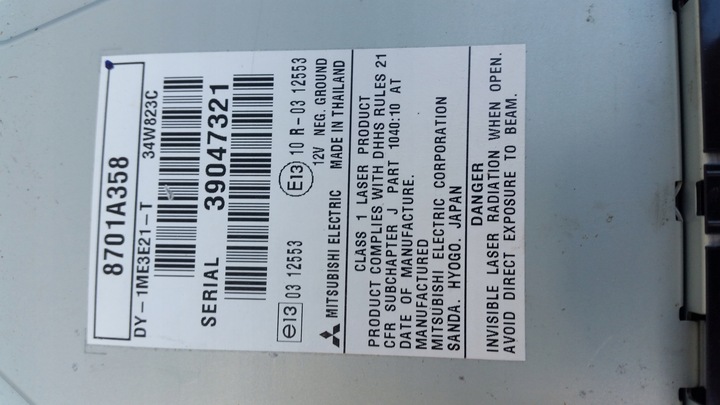 8701A358
DY-1ME3E21-T 34W823C
SERIAL 39047321
e13 03 12553 E13 10 R-03 12553
12V NEG. GROUND
MITSUBISHI ELECTRIC MADE IN THAILAND
CLASS 1 LASER PRODUCT
PRODUCT COMPLIES WITH DHHS RULES 21
CFR SUBCHAPTER J PART 1040:10 AT
DATE OF MANUFACTURE.
MANUFACTURED
MITSUBISHI ELECTRIC CORPORATION
SANDA. HYOGO. JAPAN
DANGER
INVISIBLE LASER RADIATION WHEN OPEN.
AVOID DIRECT EXPOSURE TO BEAM.